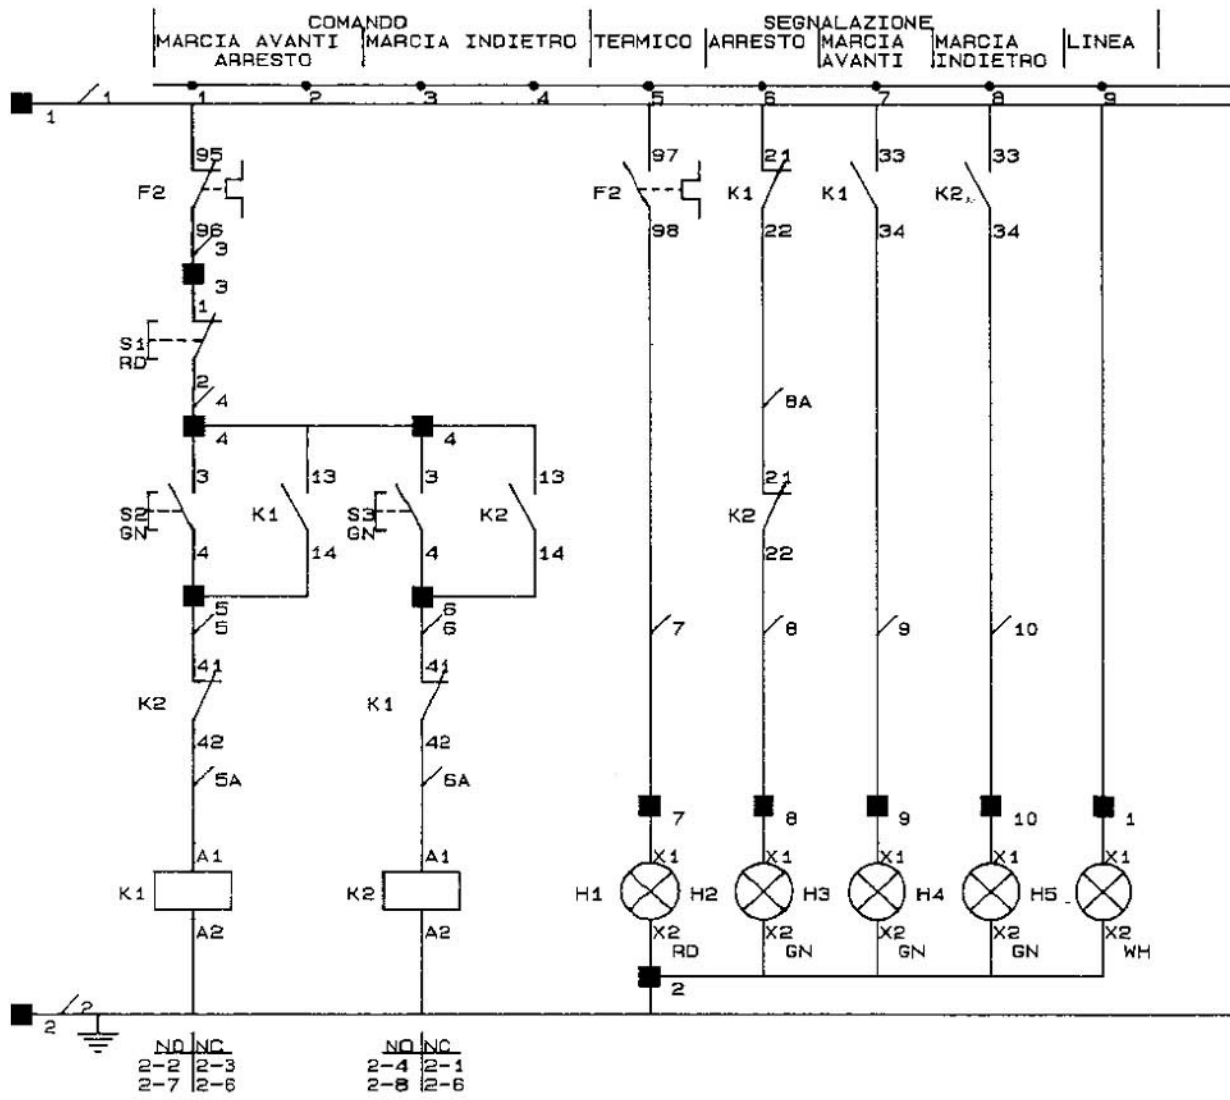 COMANDO
SEGNALAZIONE
MARCIA AVANTI
ARRESTO
MARCIA INDIETRO
TERMICO
ARRESTO
MARCIA
AVANTI
MARCIA
INDIETRO
LINEA
1 1 1 2 3 4 5 6 7 8 9
95 97 21 33 33
F2 F2 K1 K1 K2
96 98 22 34 34
3
3
1
S1
RD
2
4 8A
4 4
3 13 3 13 21
S2 K1 S3 K2 K2
GN GN
4 14 4 14 22
5 6
5 6 7 8 9 10
41 41
K2 K1
42 42
5A 6A
7 8 9 10 1
A1 A1 X1 X1 X1 X1 X1
K1 K2 H1 H2 H3 H4 H5
A2 A2 X2 X2 X2 X2 X2
RD GN GN GN WH
2
2 2
NO NC NO NC
2-2 2-3 2-4 2-1
2-7 2-6 2-8 2-6